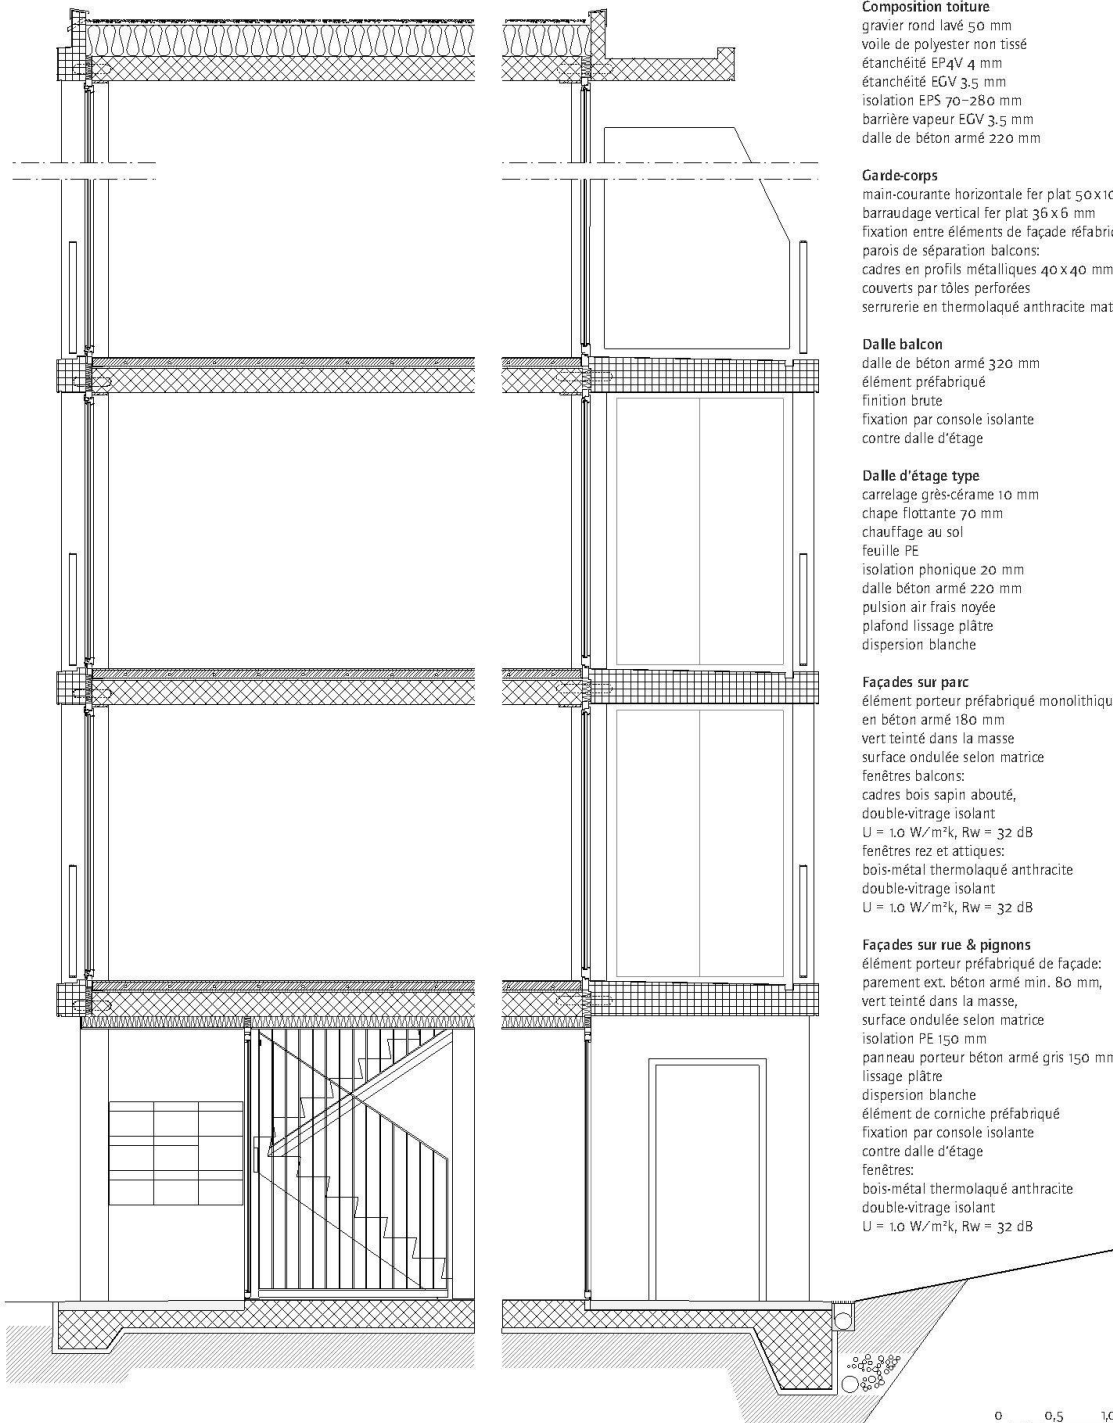 Composition toiture
gravier rond lavé 50 mm
voile de polyester non tissé
étanchéité EP4V 4 mm
étanchéité EGV 3.5 mm
isolation EPS 70–280 mm
barrière vapeur EGV 3.5 mm
dalle de béton armé 220 mm
Garde-corps
main-courante horizontale fer plat 50 x 10
barraudage vertical fer plat 36 x 6 mm
fixation entre éléments de façade
parois de séparation balcons:
cadres en profils métalliques 40 x 40 mm
couverts par tôles perforées
serrurerie en thermolaqué anthracite mat
Dalle balcon
dalle de béton armé 320 mm
élément préfabriqué
finition brute
fixation par console isolante
contre dalle d'étage
Dalle d'étage type
carrelage grès-cérame 10 mm
chape flottante 70 mm
chauffage au sol
feuille PE
isolation phonique 20 mm
dalle béton armé 220 mm
pulsion air frais noyée
plafond lissage plâtre
dispersion blanche
Façades sur parc
élément porteur préfabriqué monolithiqu
en béton armé 180 mm
vert teinté dans la masse
surface ondulée selon matrice
fenêtres balcons:
cadres bois sapin abouté,
double-vitrage isolant
U = 1.0 W/m²k, Rw = 32 dB
fenêtres rez et attiques:
bois-métal thermolaqué anthracite
double-vitrage isolant
U = 1.0 W/m²k, Rw = 32 dB
Façades sur rue & pignons
élément porteur préfabriqué de façade:
parement ext. béton armé min. 80 mm,
vert teinté dans la masse,
surface ondulée selon matrice
isolation PE 150 mm
panneau porteur béton armé gris 150 mm
lissage plâtre
dispersion blanche
élément de corniche préfabriqué
fixation par console isolante
contre dalle d'étage
fenêtres:
bois-métal thermolaqué anthracite
double-vitrage isolant
U = 1.0 W/m²k, Rw = 32 dB
0 0,5 1,0